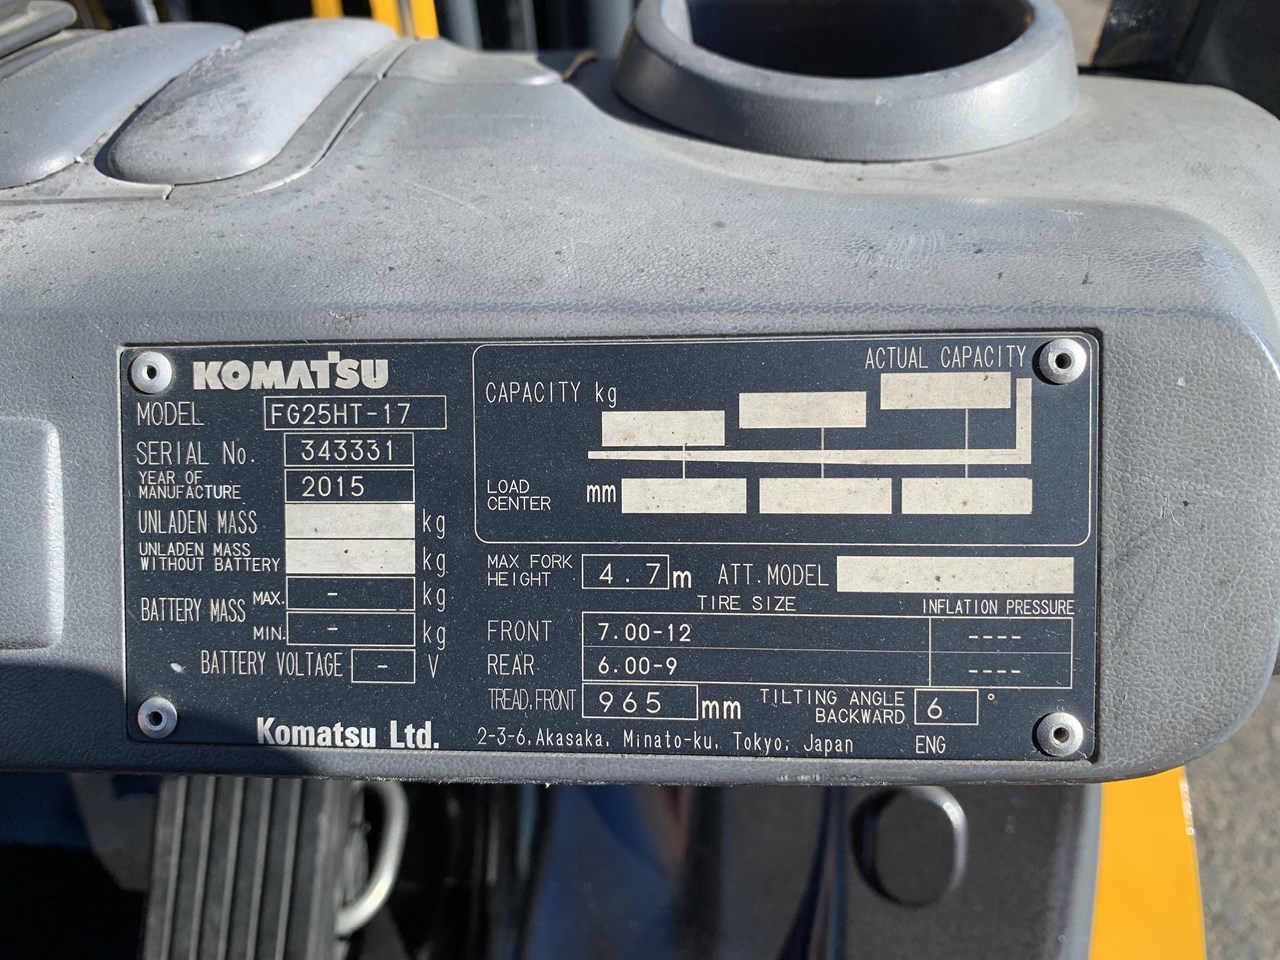 KOMATSU
MODEL FG25HT-17
SERIAL No. 343331
YEAR OF MANUFACTURE 2015
UNLADEN MASS kg
UNLADEN MASS WITHOUT BATTERY kg
BATTERY MASS MAX. - kg
MIN. - kg
BATTERY VOLTAGE - V
ACTUAL CAPACITY
CAPACITY kg
LOAD CENTER mm
MAX FORK HEIGHT 4.7 m ATT. MODEL
TIRE SIZE INFLATION PRESSURE
FRONT 7.00-12 ----
REAR 6.00-9 ----
TREAD, FRONT 965 mm TILTING ANGLE BACKWARD 6 °
Komatsu Ltd. 2-3-6, Akasaka, Minato-ku, Tokyo, Japan ENG